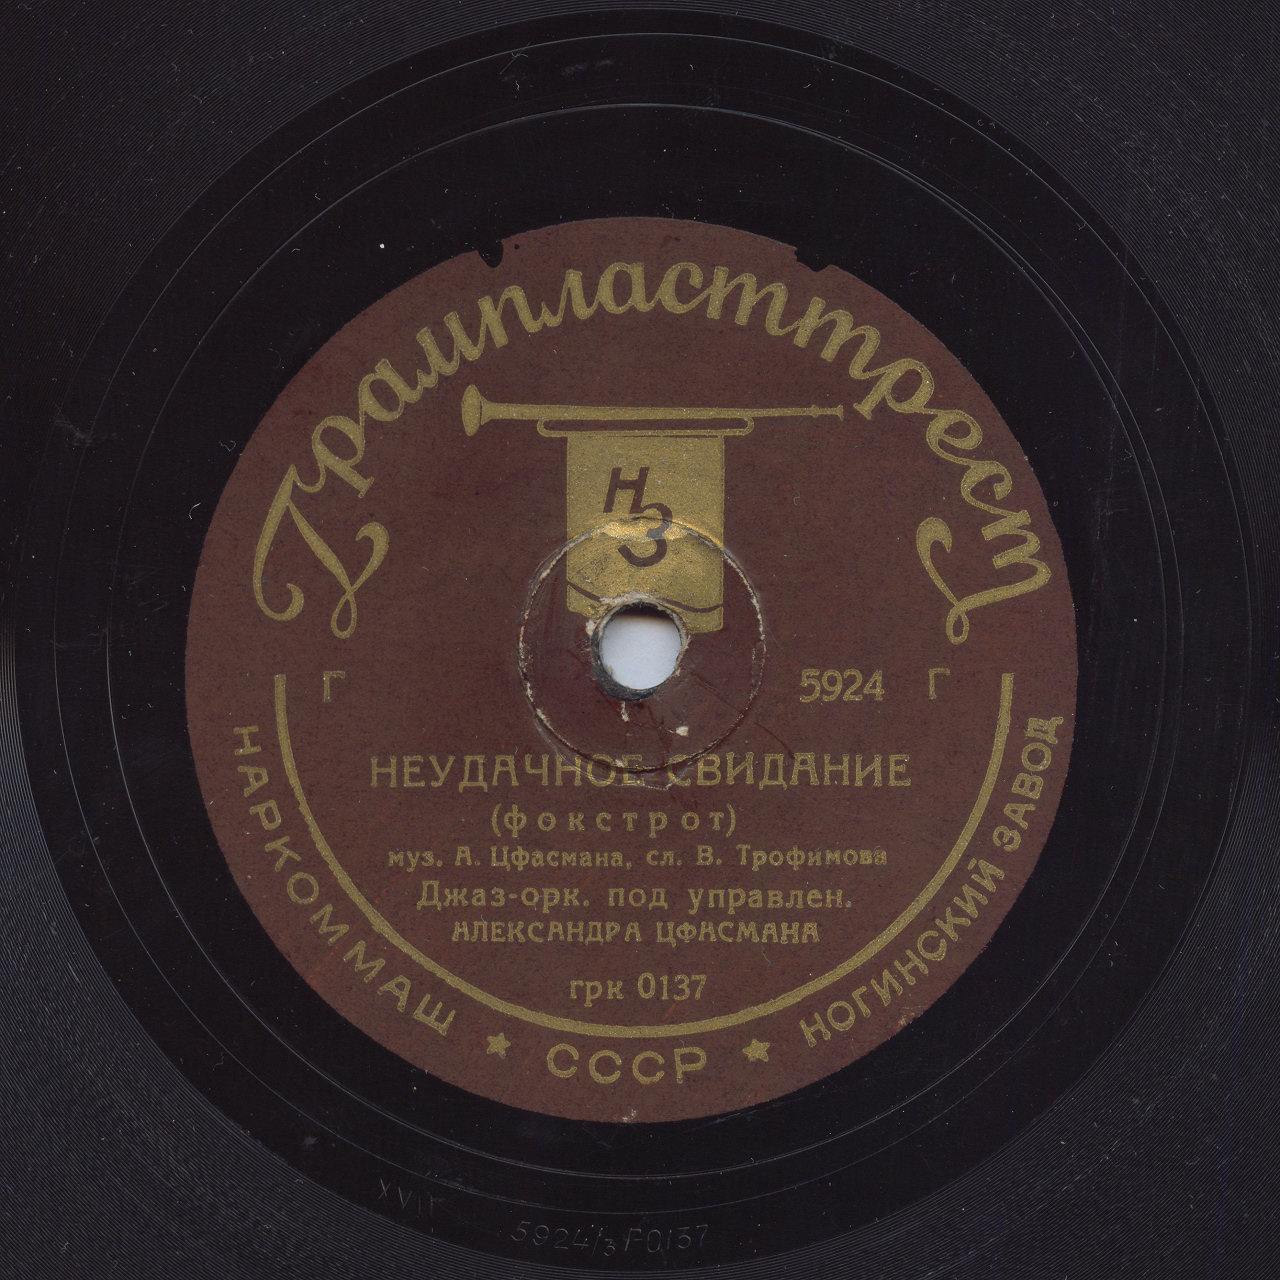 Грампласттрест
НЗ
Г 5924 Г
НЕУДАЧНОЕ СВИДАНИЕ
(фокстрот)
муз. А. Цфасмана, сл. В. Трофимова
Джаз-орк. под управлен.
АЛЕКСАНДРА ЦФАСМАНА
грк 0137
НАРКОММАШ ★ СССР ★ НОГИНСКИЙ ЗАВОД
XVII
5924/3 Г0137